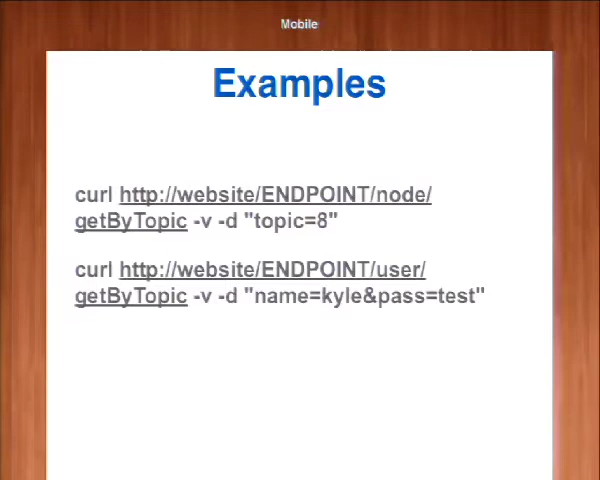 Mobile
Examples
curl http://website/ENDPOINT/node/
getByTopic -v -d "topic=8"
curl http://website/ENDPOINT/user/
getByTopic -v -d "name=kyle&pass=test"